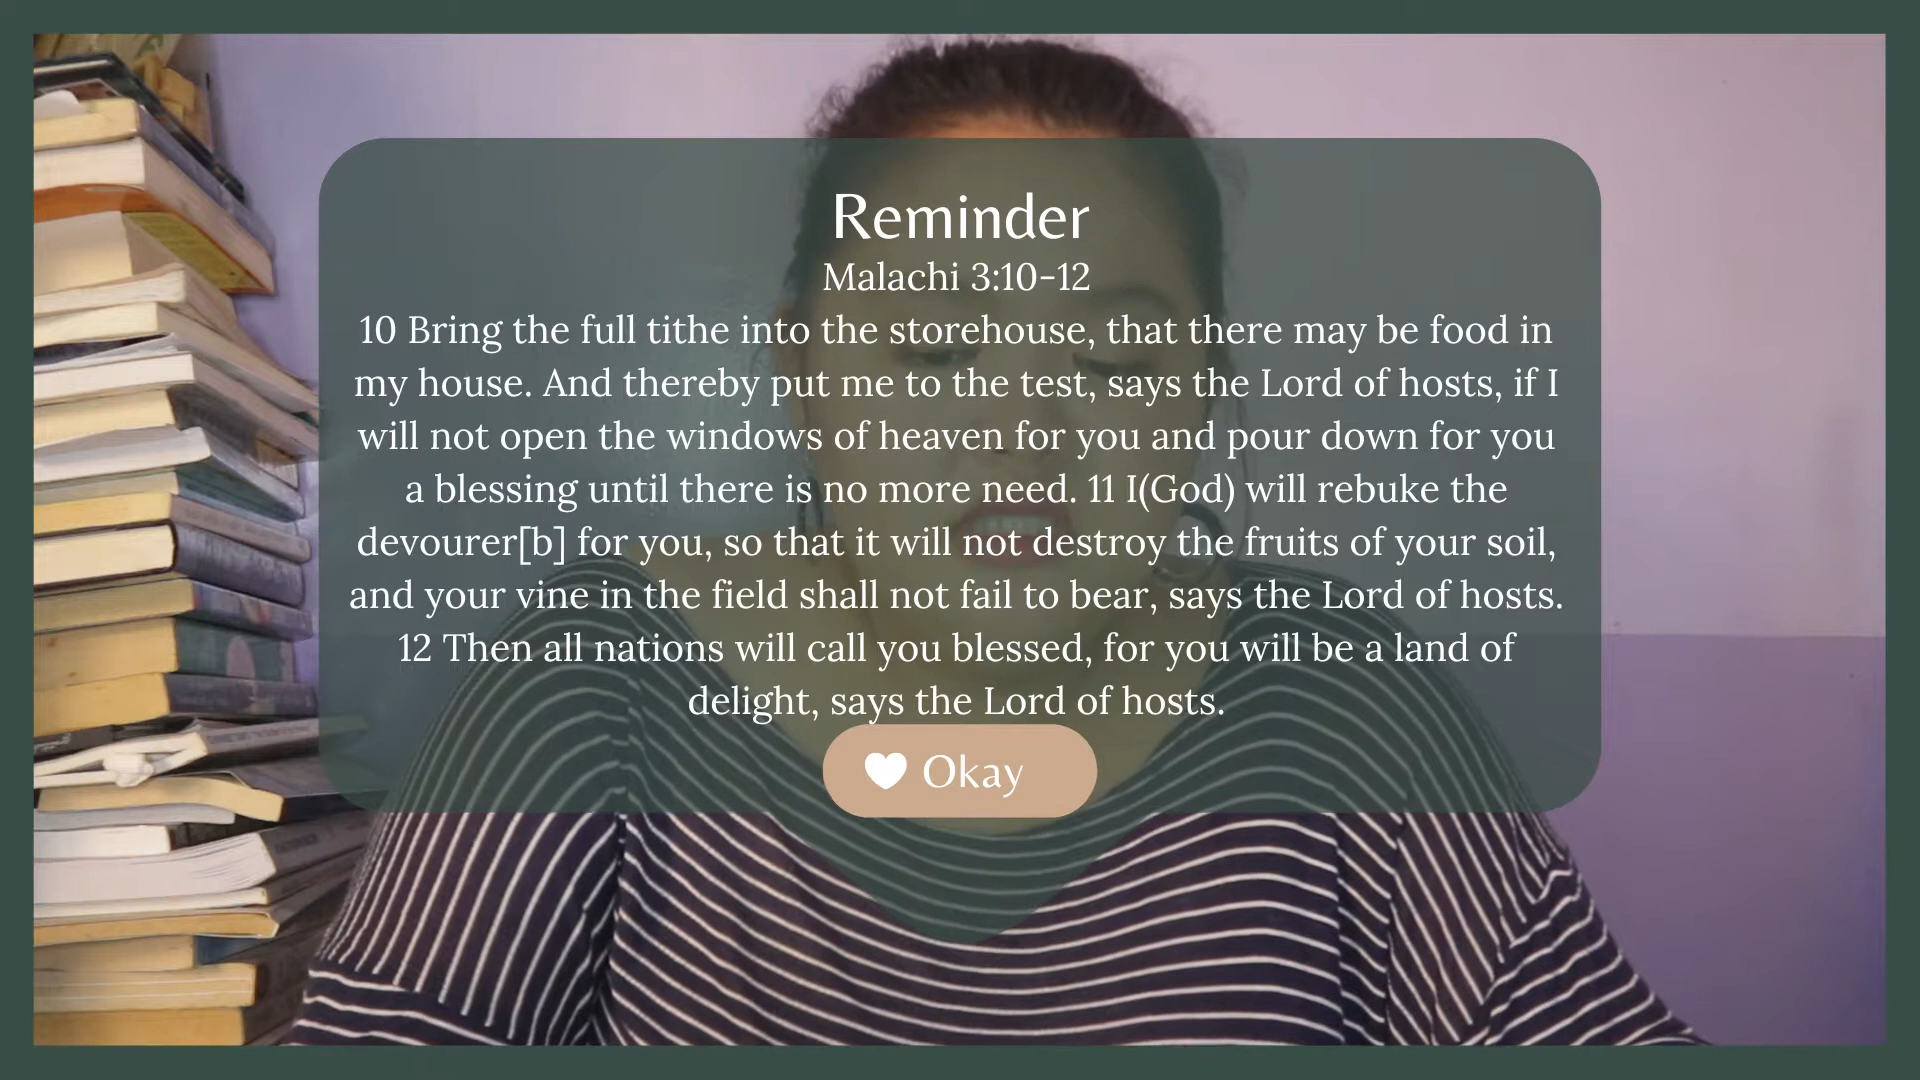 Reminder
Malachi 3:10-12
10 Bring the full tithe into the storehouse, that there may be food in
my house. And thereby put me to the test, says the Lord of hosts, if I
will not open the windows of heaven for you and pour down for you
a blessing until there is no more need. 11 I(God) will rebuke the
devourer[b] for you, so that it will not destroy the fruits of your soil,
and your vine in the field shall not fail to bear, says the Lord of hosts.
12 Then all nations will call you blessed, for you will be a land of
delight, says the Lord of hosts.
Okay